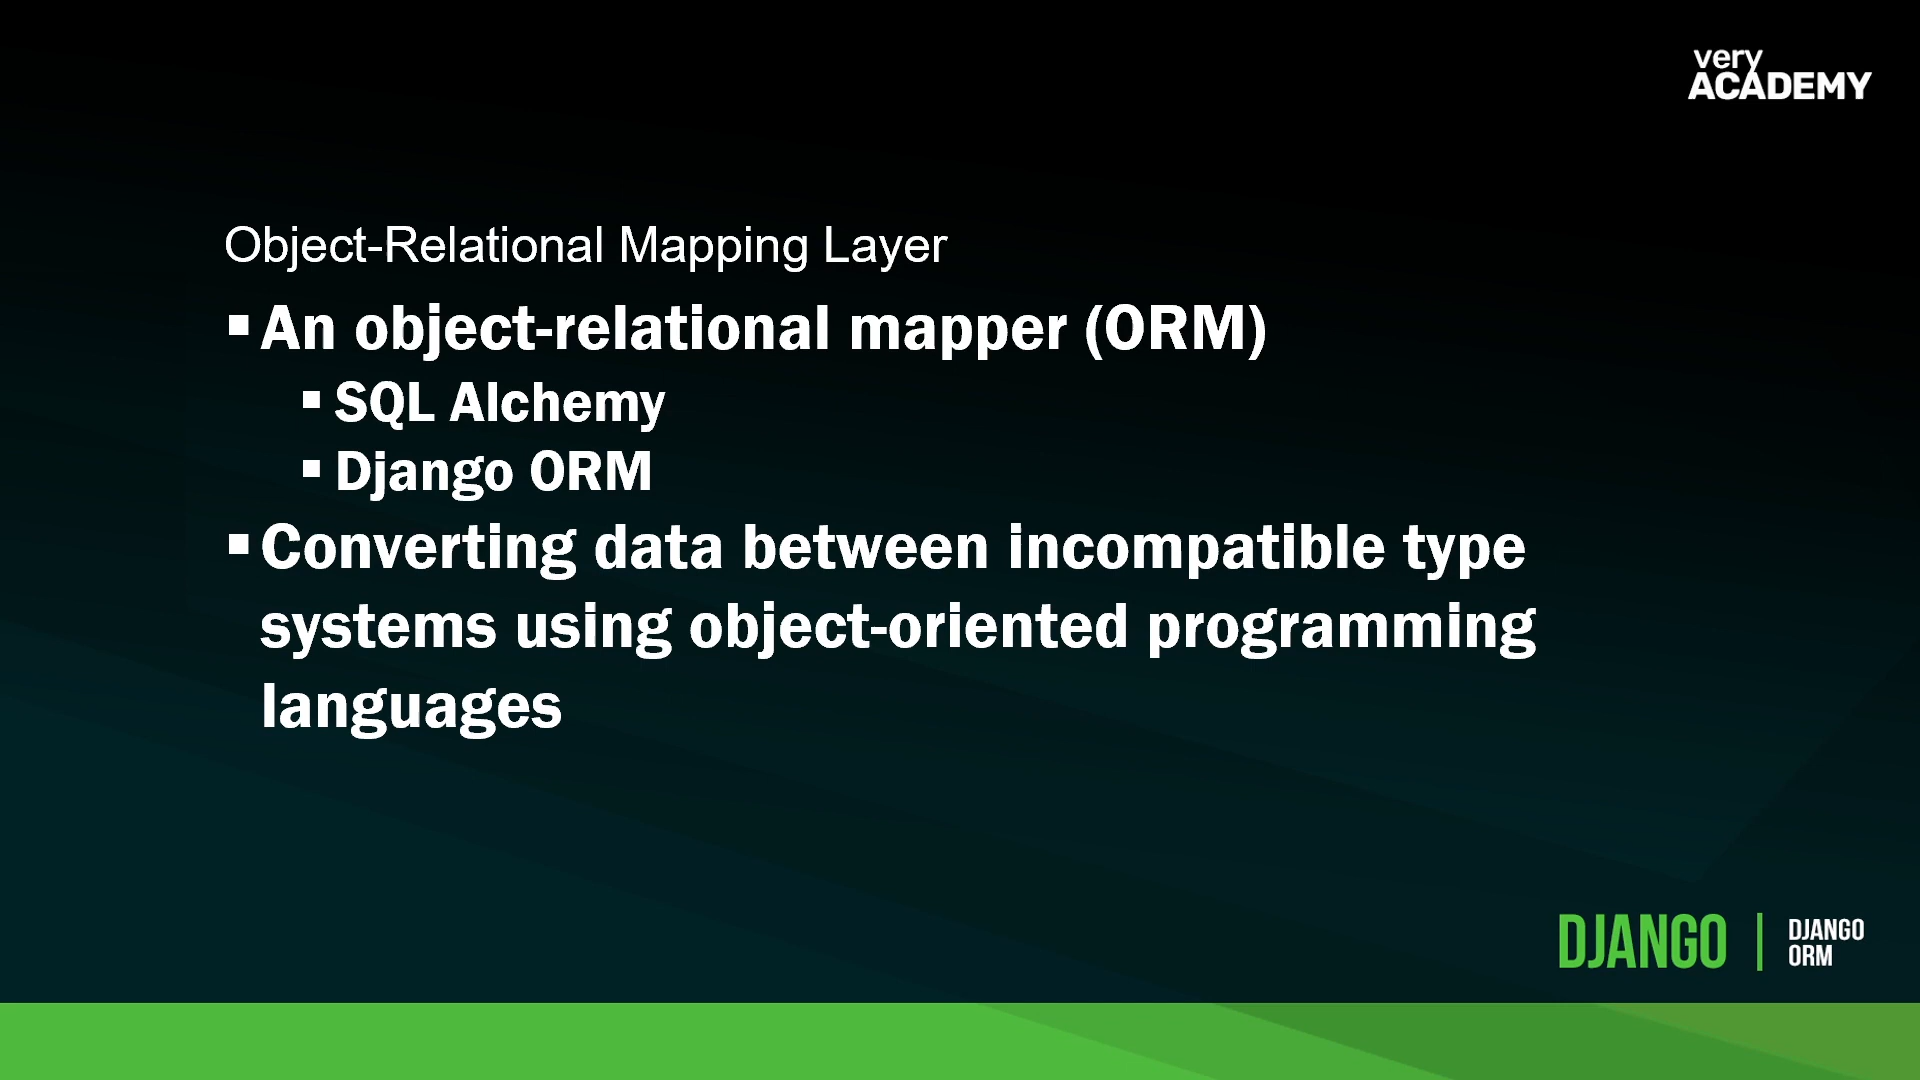 very
ACADEMY
Object-Relational Mapping Layer
▪ An object-relational mapper (ORM)
▪ SQL Alchemy
▪ Django ORM
▪ Converting data between incompatible type
systems using object-oriented programming
languages
DJANGO | DJANGO
ORM